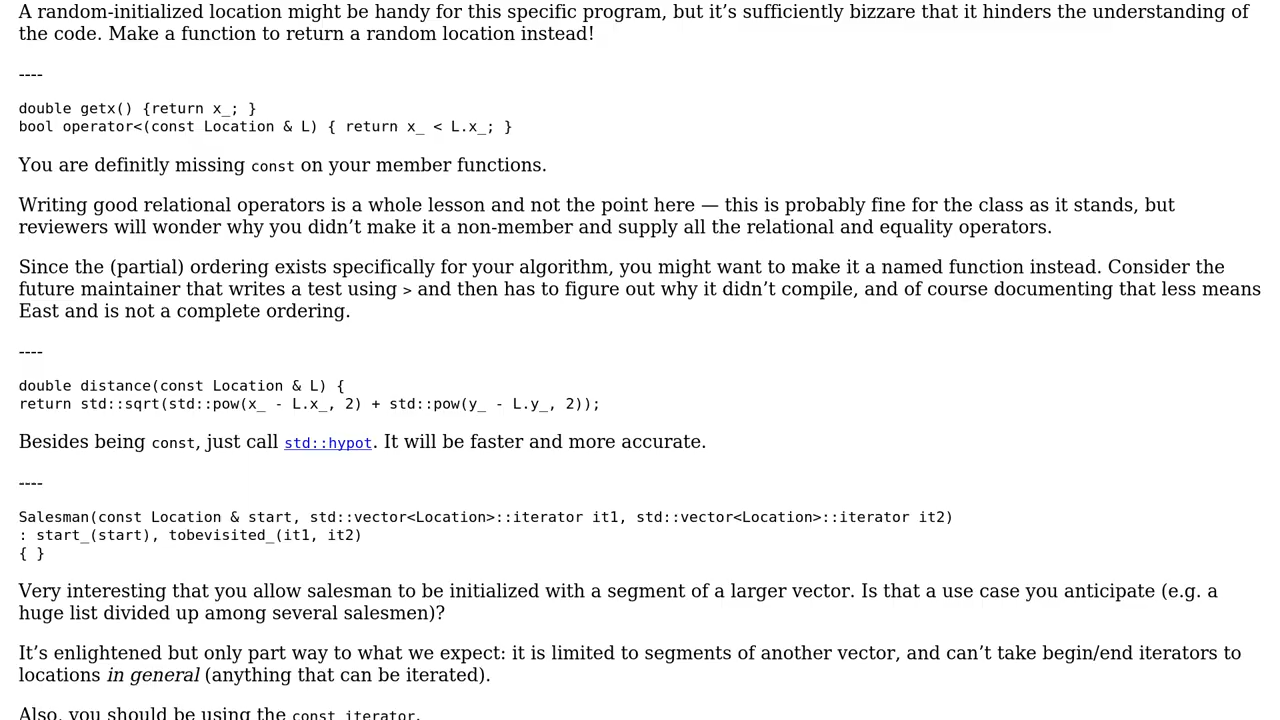 A random-initialized location might be handy for this specific program, but it’s sufficiently bizzare that it hinders the understanding of
the code. Make a function to return a random location instead!
----
double getx() {return x_; }
bool operator<(const Location & L) { return x_ < L.x_; }
You are definitly missing const on your member functions.
Writing good relational operators is a whole lesson and not the point here — this is probably fine for the class as it stands, but
reviewers will wonder why you didn’t make it a non-member and supply all the relational and equality operators.
Since the (partial) ordering exists specifically for your algorithm, you might want to make it a named function instead. Consider the
future maintainer that writes a test using > and then has to figure out why it didn’t compile, and of course documenting that less means
East and is not a complete ordering.
----
double distance(const Location & L) {
return std::sqrt(std::pow(x_ - L.x_, 2) + std::pow(y_ - L.y_, 2));
Besides being const, just call std::hypot. It will be faster and more accurate.
----
Salesman(const Location & start, std::vector<Location>::iterator it1, std::vector<Location>::iterator it2)
: start_(start), tobevisited_(it1, it2)
{ }
Very interesting that you allow salesman to be initialized with a segment of a larger vector. Is that a use case you anticipate (e.g. a
huge list divided up among several salesmen)?
It’s enlightened but only part way to what we expect: it is limited to segments of another vector, and can’t take begin/end iterators to
locations in general (anything that can be iterated).
Also, you should be using the const_iterator.